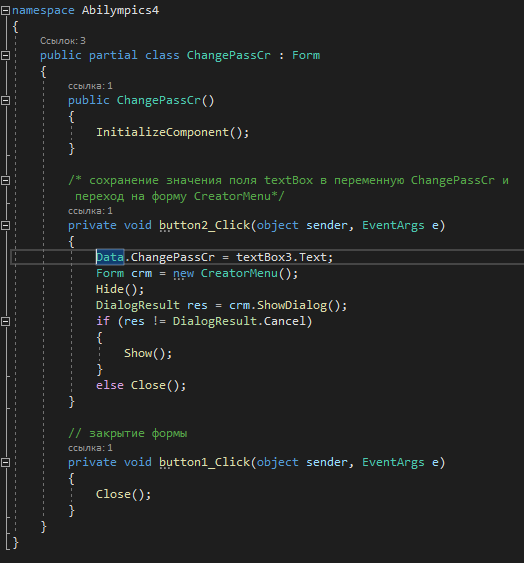 namespace Abilympics4
{
Ссылок: 3
public partial class ChangePassCr : Form
{
ссылка: 1
public ChangePassCr()
{
InitializeComponent();
}
/* сохранение значения поля textBox в переменную ChangePassCr и
переход на форму CreatorMenu*/
ссылка: 1
private void button2_Click(object sender, EventArgs e)
{
Data.ChangePassCr = textBox3.Text;
Form crm = new CreatorMenu();
Hide();
DialogResult res = crm.ShowDialog();
if (res != DialogResult.Cancel)
{
Show();
}
else Close();
}
// закрытие формы
ссылка: 1
private void button1_Click(object sender, EventArgs e)
{
Close();
}
}
}